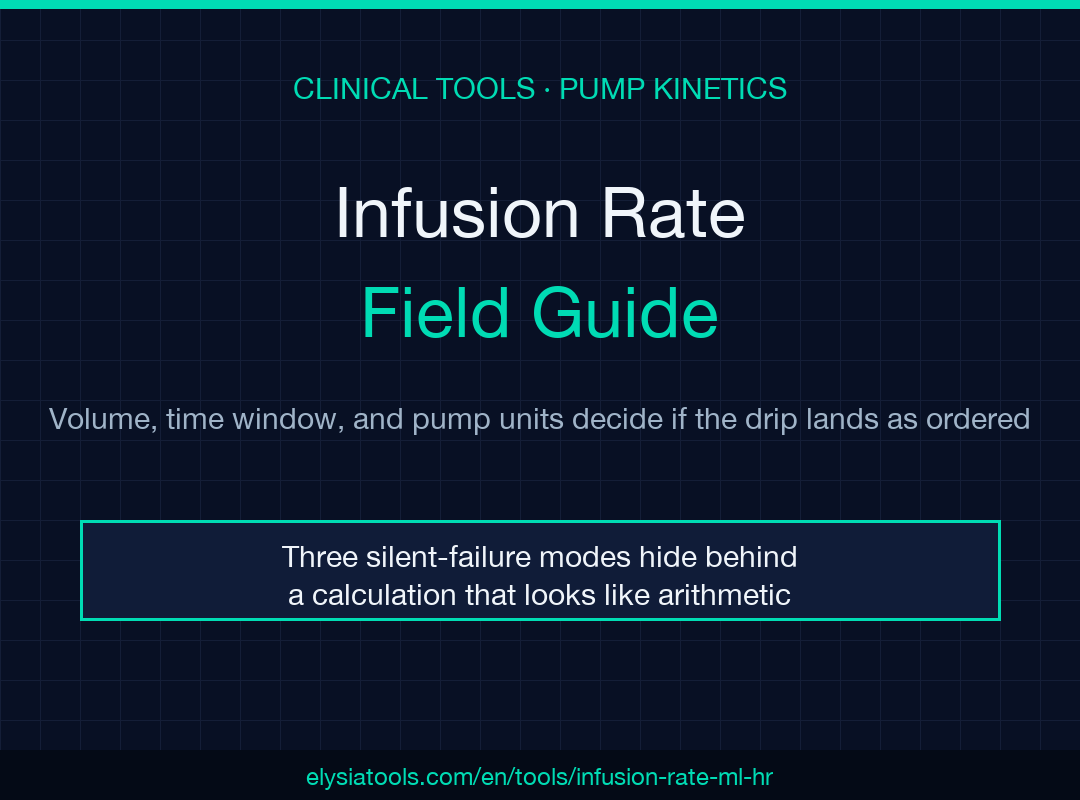 CLINICAL TOOLS · PUMP KINETICS
Infusion Rate
Field Guide
Volume, time window, and pump units decide if the drip lands as ordered
Three silent-failure modes hide behind
a calculation that looks like arithmetic
elysiatools.com/en/tools/infusion-rate-ml-hr